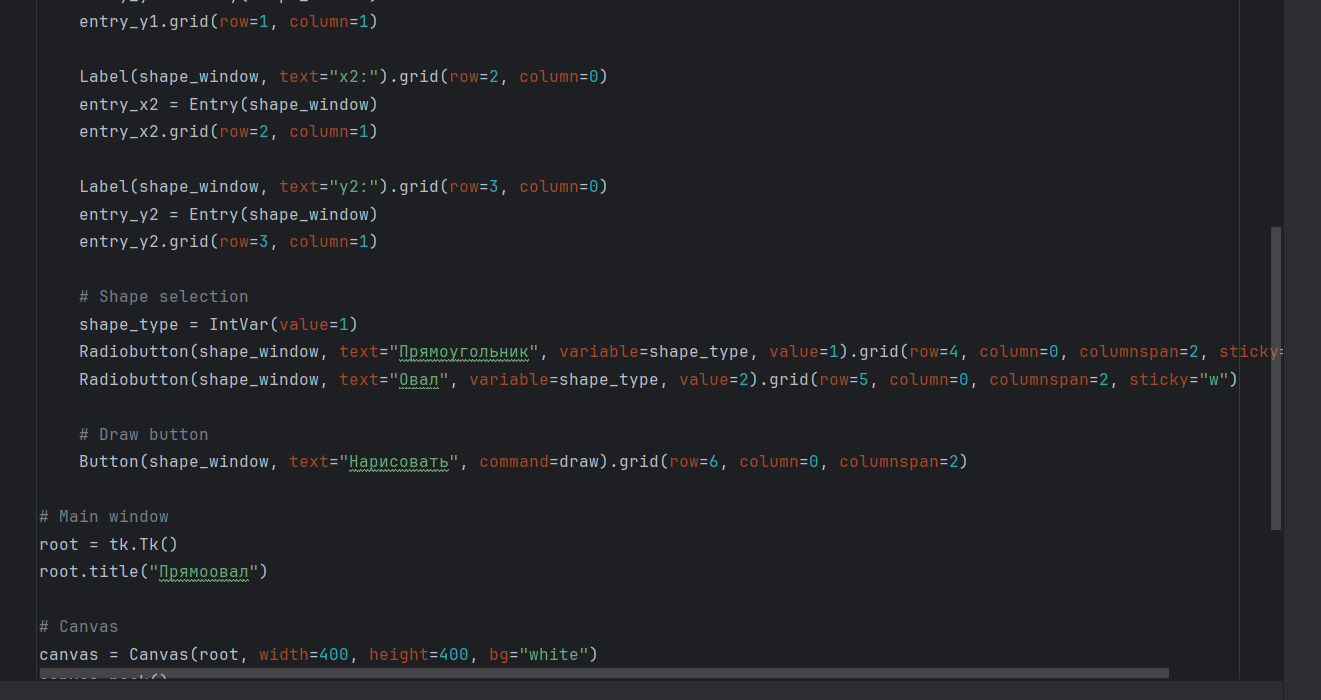 entry_y1.grid(row=1, column=1)
Label(shape_window, text="x2:").grid(row=2, column=0)
entry_x2 = Entry(shape_window)
entry_x2.grid(row=2, column=1)
Label(shape_window, text="y2:").grid(row=3, column=0)
entry_y2 = Entry(shape_window)
entry_y2.grid(row=3, column=1)
# Shape selection
shape_type = IntVar(value=1)
Radiobutton(shape_window, text="Прямоугольник", variable=shape_type, value=1).grid(row=4, column=0, columnspan=2, sticky=
Radiobutton(shape_window, text="Овал", variable=shape_type, value=2).grid(row=5, column=0, columnspan=2, sticky="w")
# Draw button
Button(shape_window, text="Нарисовать", command=draw).grid(row=6, column=0, columnspan=2)
# Main window
root = tk.Tk()
root.title("Прямоовал")
# Canvas
canvas = Canvas(root, width=400, height=400, bg="white")